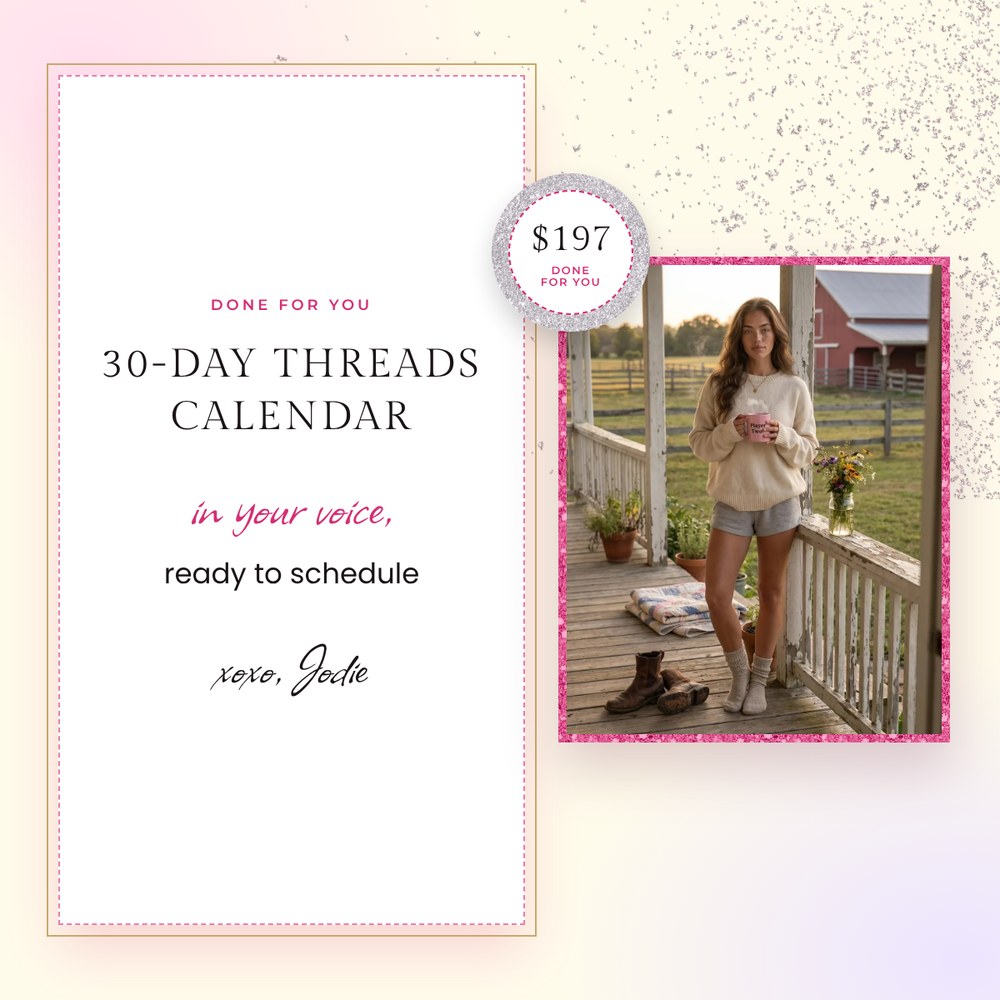 DONE FOR YOU
30-DAY THREADS
CALENDAR
in your voice,
ready to schedule
xoxo, Jodie
$197
DONE
FOR YOU